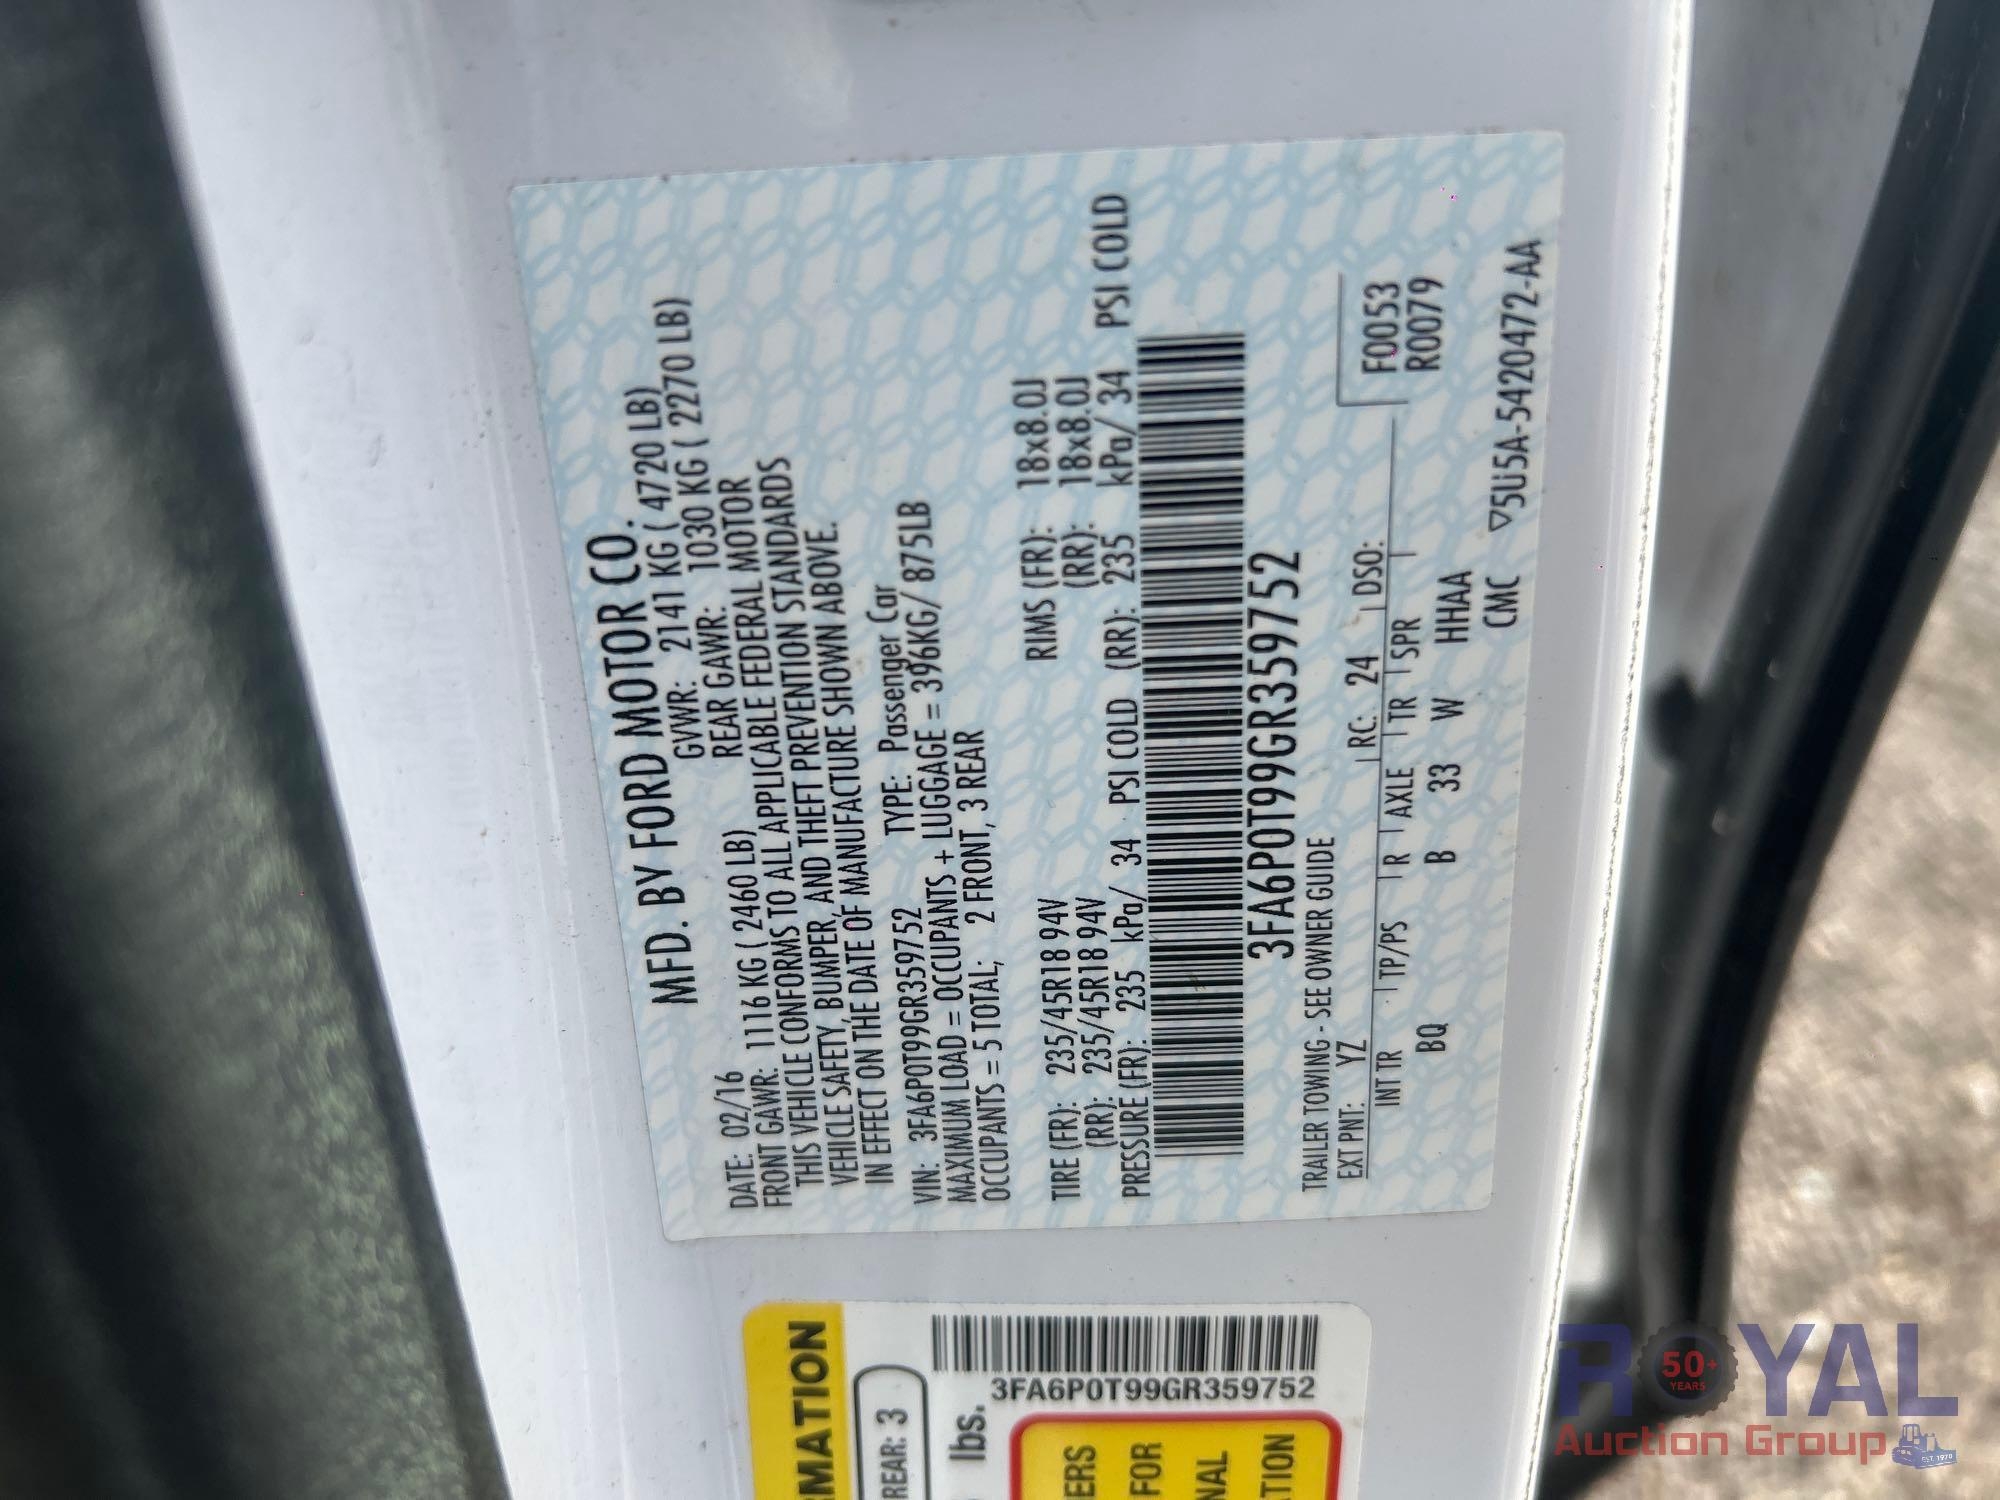 MFD. BY FORD MOTOR CO.
DATE: 02/16 GVWR: 2141 KG ( 4720 LB)
FRONT GAWR: 1116 KG ( 2460 LB) REAR GAWR: 1030 KG ( 2270 LB)
THIS VEHICLE CONFORMS TO ALL APPLICABLE FEDERAL MOTOR
VEHICLE SAFETY, BUMPER, AND THEFT PREVENTION STANDARDS
IN EFFECT ON THE DATE OF MANUFACTURE SHOWN ABOVE.
VIN: 3FA6P0T99GR359752 TYPE: Passenger Car
MAXIMUM LOAD = OCCUPANTS + LUGGAGE = 396KG/ 875LB
OCCUPANTS = 5 TOTAL; 2 FRONT, 3 REAR
TIRE (FR): 235/45R18 94V RIMS (FR): 18x8.0J
(RR): 235/45R18 94V (RR): 18x8.0J
PRESSURE (FR): 235 kPa/ 34 PSI COLD (RR): 235 kPa/ 34 PSI COLD
3FA6P0T99GR359752
TRAILER TOWING - SEE OWNER GUIDE
EXT PNT: YZ RC: 24 DSO: F0053
R0079
INT TR TP/PS R AXLE TR SPR
BQ B 33 W HHAA
CMC ▽5U5A-5420472-AA
RMATION
REAR: 3
lbs.
3FA6P0T99GR359752
ERS
FOR
NAL
TION
ROYAL
50+
YEARS
Auction Group
EST. 1970